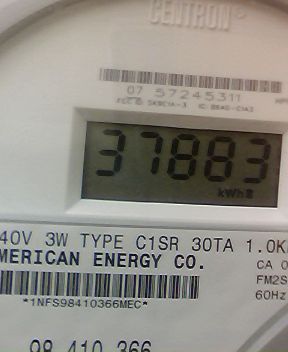 CENTRON®
07 57245311
37883
kWh
40V 3W TYPE C1SR 30TA 1.0K
MERICAN ENERGY CO.
CA 0
FM2S
60Hz
*1NFS98410366MEC*
98 410 366